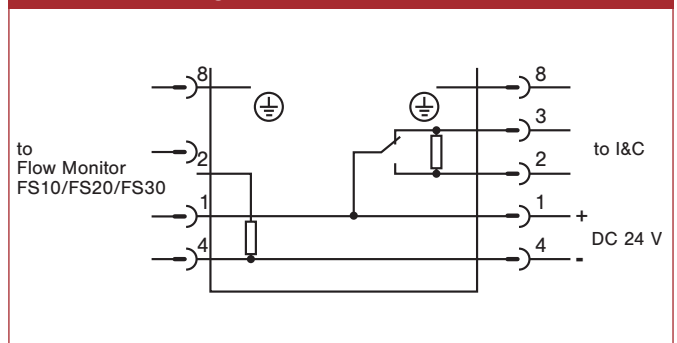 8
8
3
to
Flow Monitor
FS10/FS20/FS30
2
2
to I&C
1
1
+
DC 24 V
4
4
-